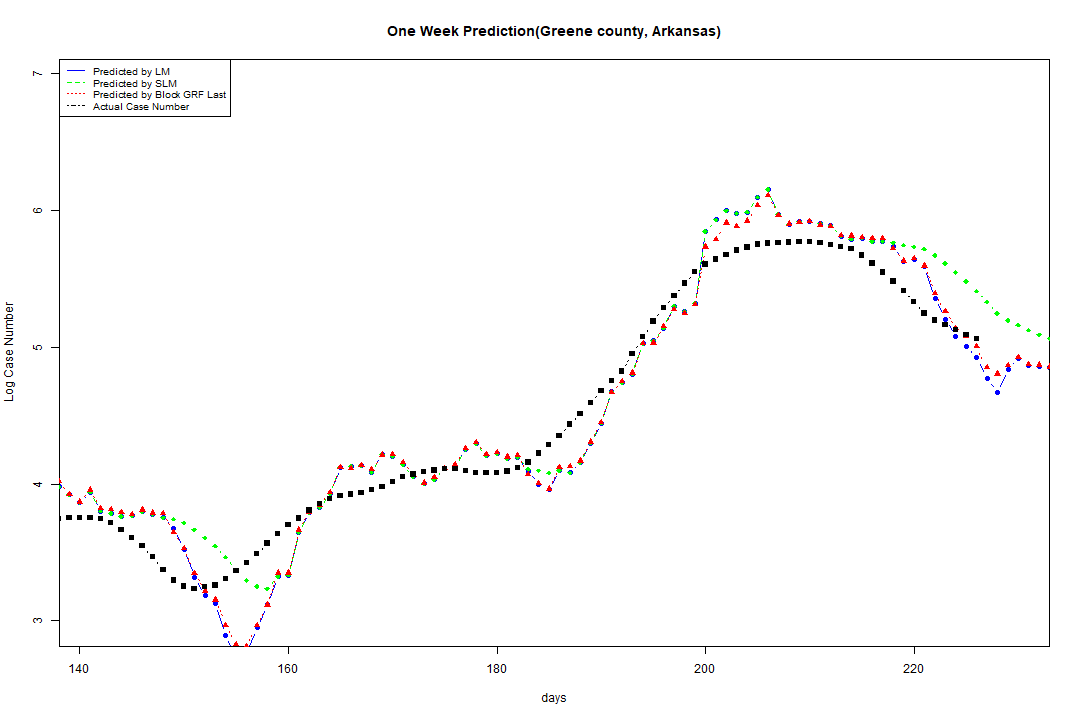 One Week Prediction(Greene county, Arkansas)
Predicted by LM
Predicted by SLM
Predicted by Block GRF Last
Actual Case Number
7
6
5
4
3
Log Case Number
140 160 180 200 220
days